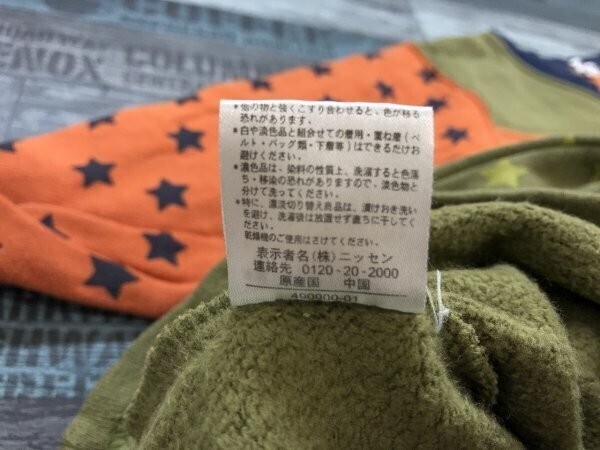 BROADWAY
COLUMBU
*他の物と強くこすり合わせると、色が移る
恐れがあります。
*白や淡色品と組合せての着用・重ね着(ベ
ルト・バッグ類・下着等)はできるだけお
避けください。
*濃色品は、染料の性質上、洗濯すると色落
ち・移染の恐れがありますので、淡色物と
分けて洗ってください。
*特に、濃淡切り替え商品は、漬けおき洗い
を避け、洗濯後は放置せず直ちに干してく
ださい。
乾燥機のご使用はさけてください。
表示者名(株)ニッセン
連絡先 0120-20-2000
原産国 中国
490900-01